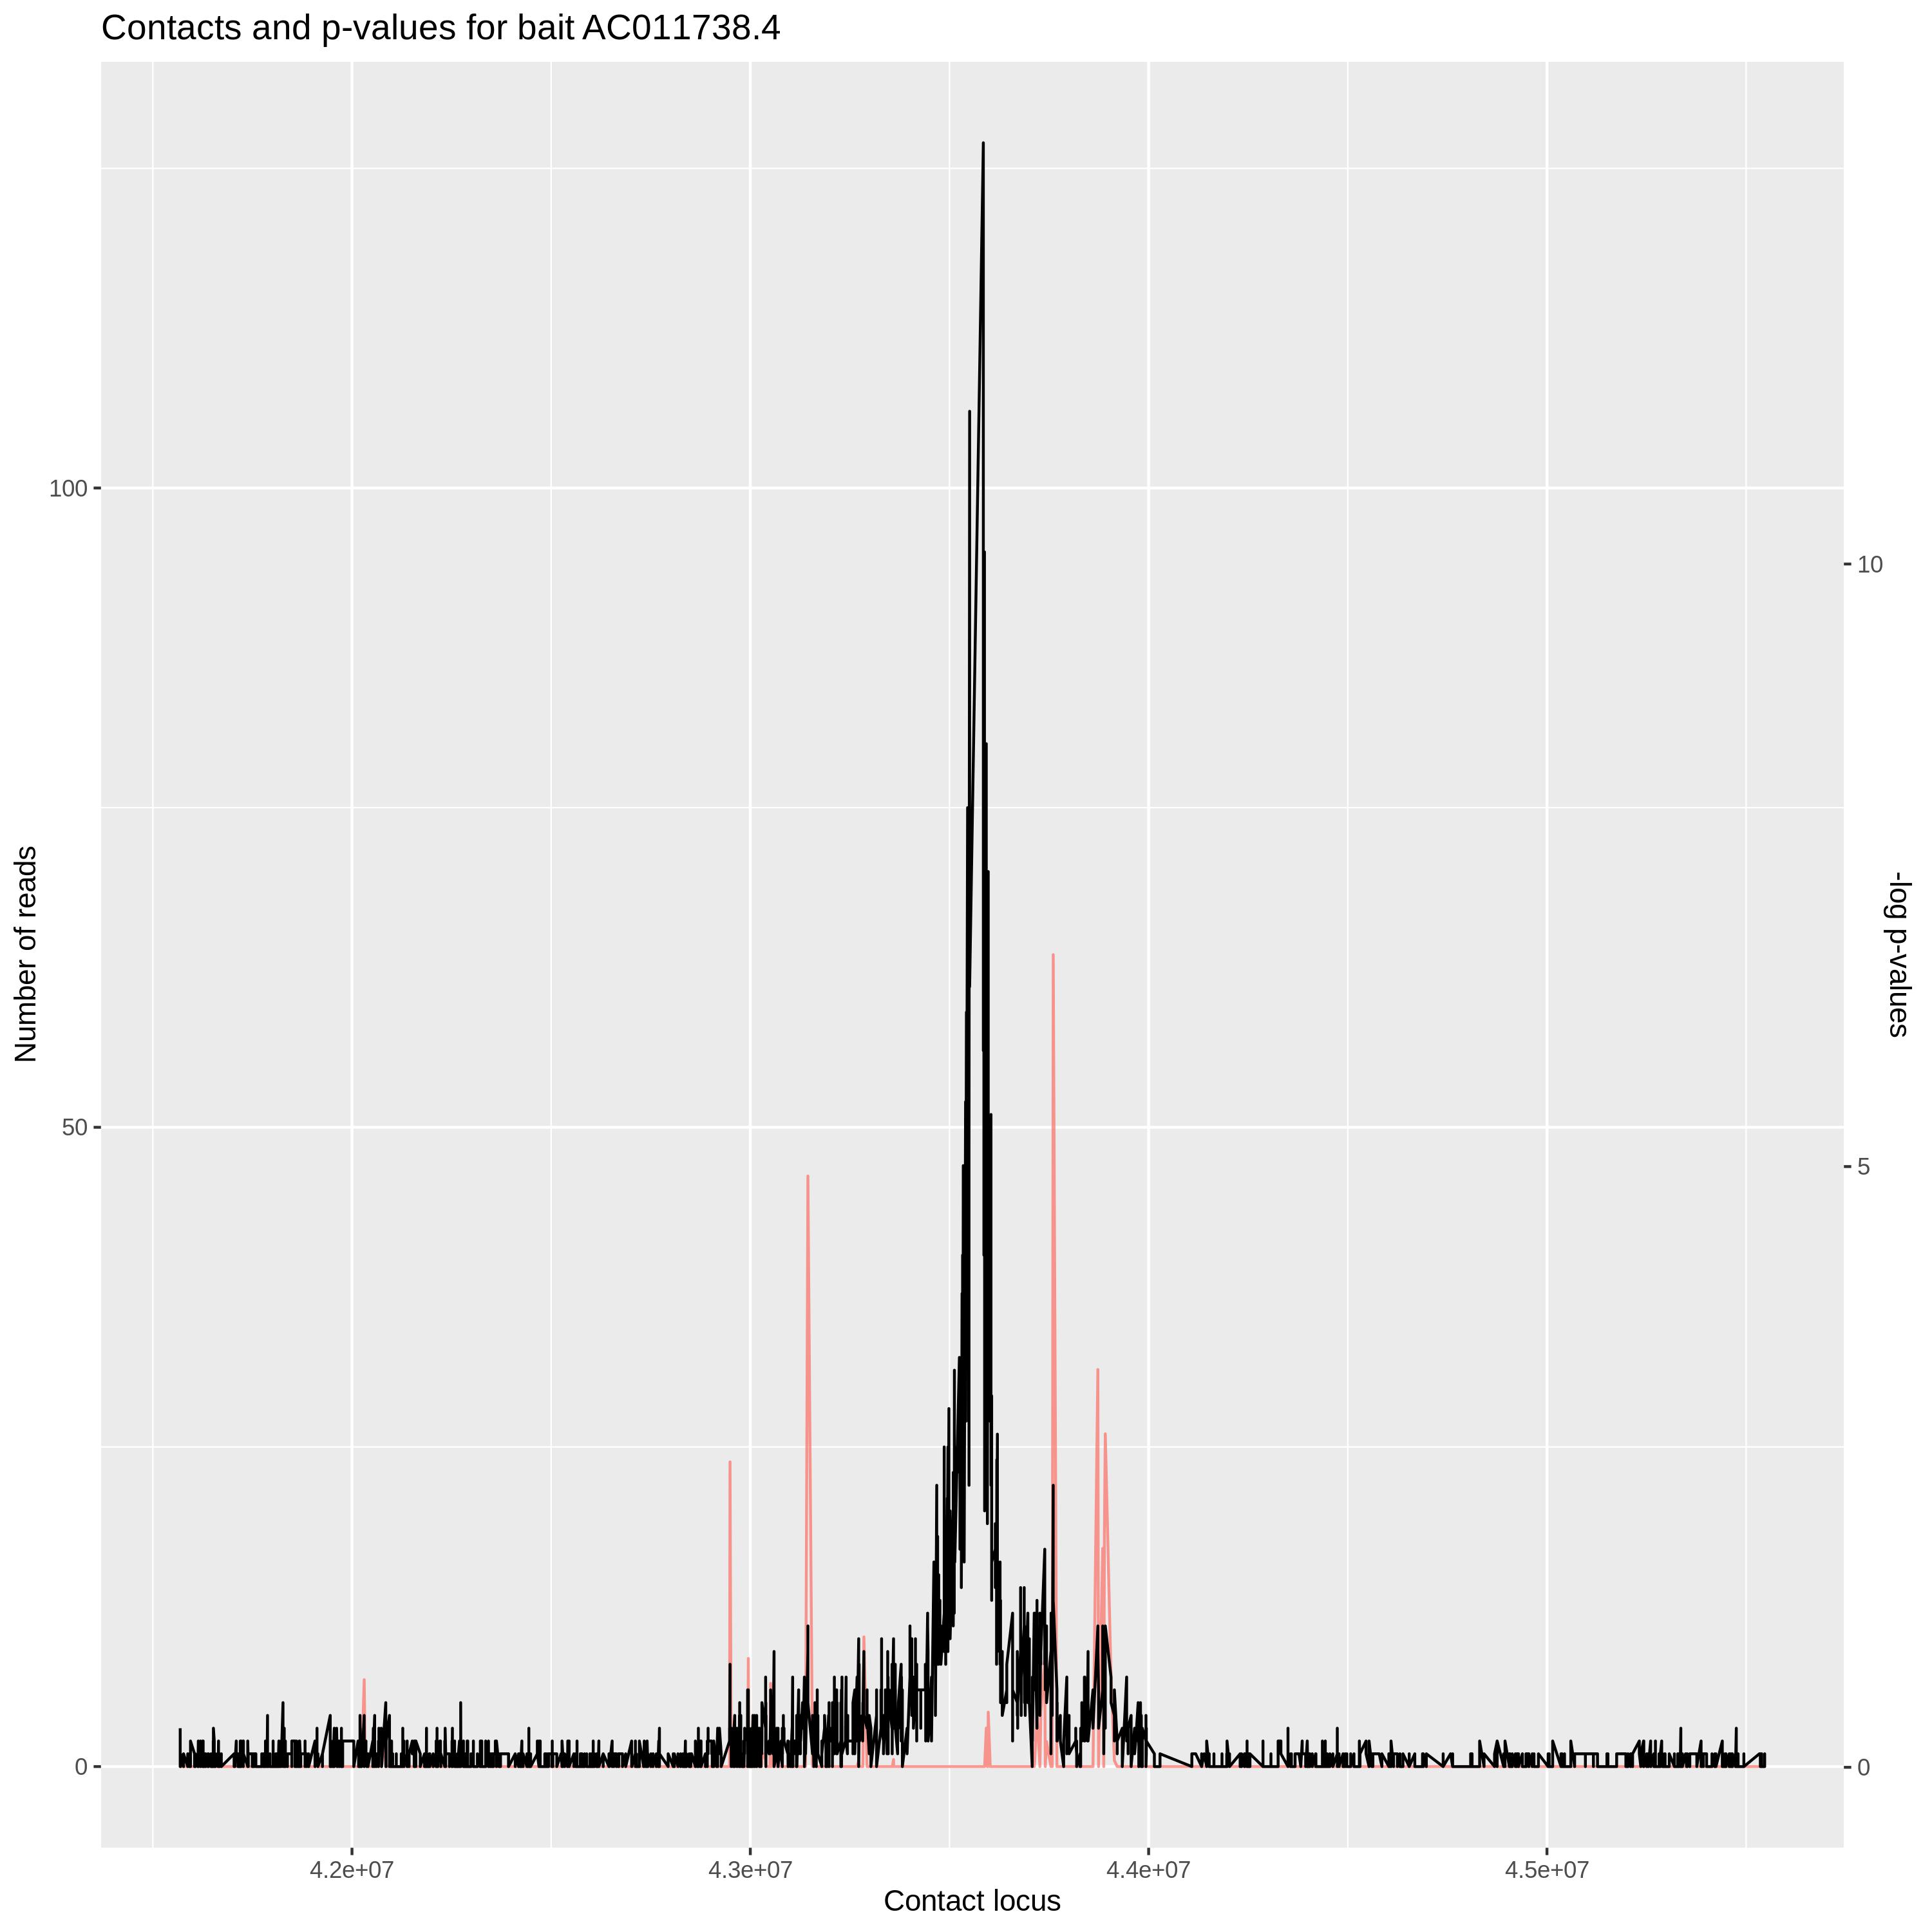 Contacts and p-values for bait AC011738.4
100
50
0
Number of reads
10
5
0
-log p-values
4.2e+07
4.3e+07
4.4e+07
4.5e+07
Contact locus